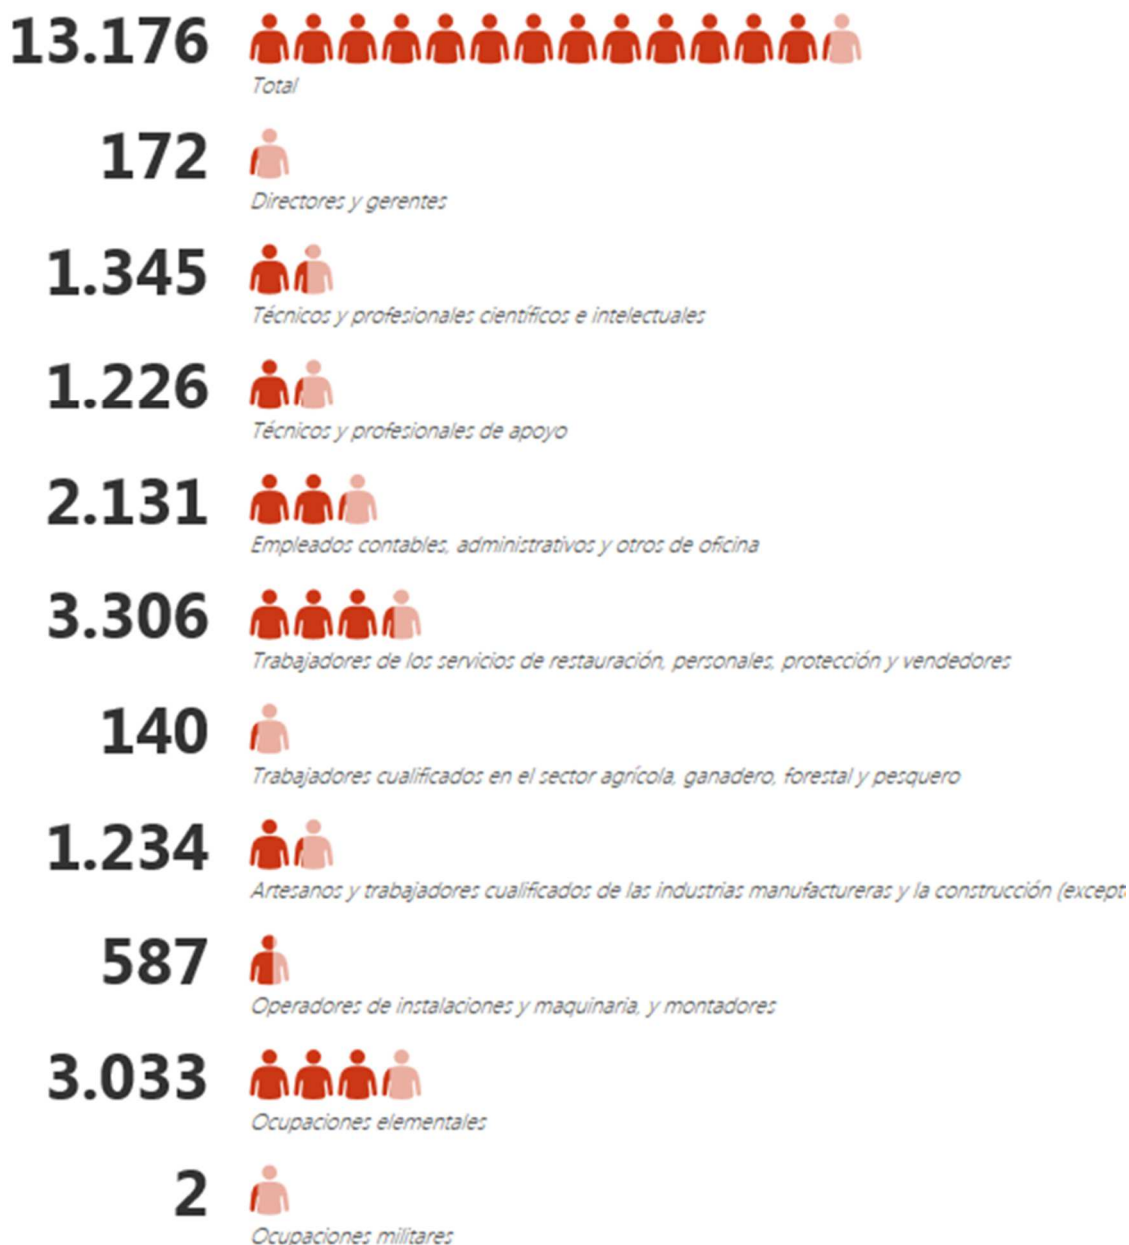 13.176
Total
172
Directores y gerentes
1.345
Técnicos y profesionales científicos e intelectuales
1.226
Técnicos y profesionales de apoyo
2.131
Empleados contables, administrativos y otros de oficina
3.306
Trabajadores de los servicios de restauración, personales, protección y vendedores
140
Trabajadores cualificados en el sector agrícola, ganadero, forestal y pesquero
1.234
Artesanos y trabajadores cualificados de las industrias manufactureras y la construcción (except
587
Operadores de instalaciones y maquinaria, y montadores
3.033
Ocupaciones elementales
2
Ocupaciones militares